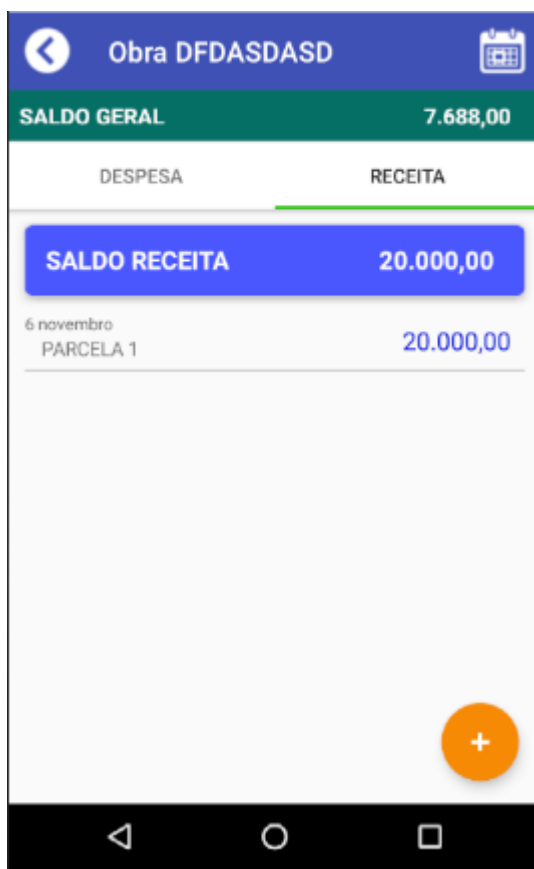 Obra DFDASDASD
SALDO GERAL 7.688,00
DESPESA RECEITA
SALDO RECEITA 20.000,00
6 novembro
PARCELA 1 20.000,00
+